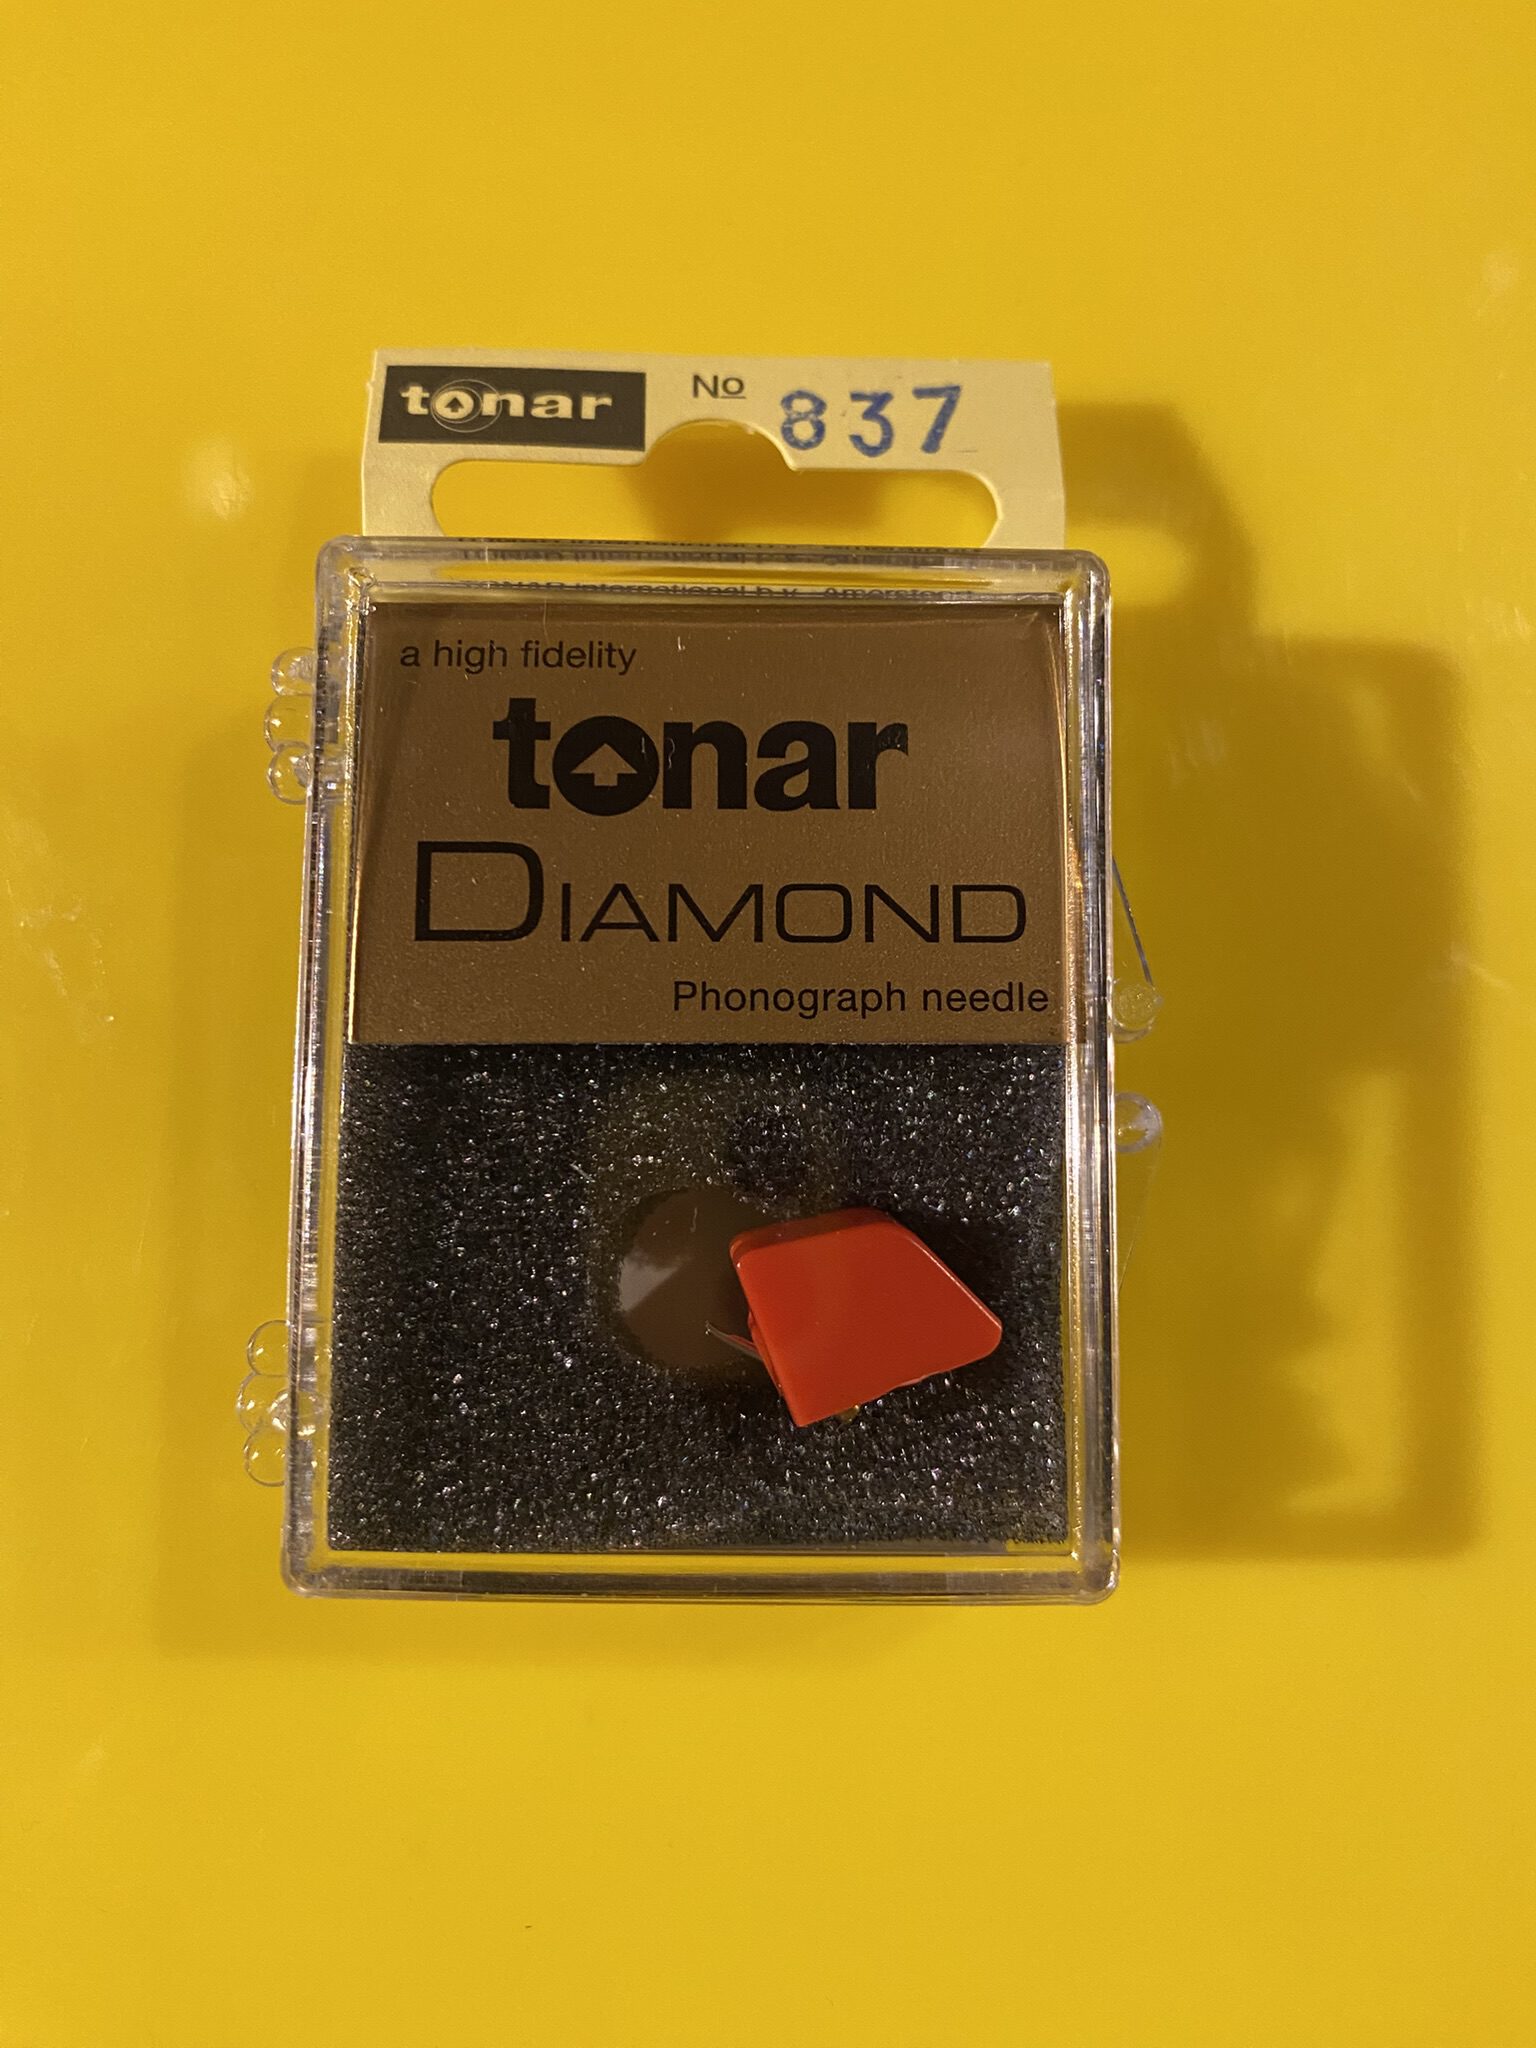 tonar No 837
a high fidelity
tonar
DIAMOND
Phonograph needle